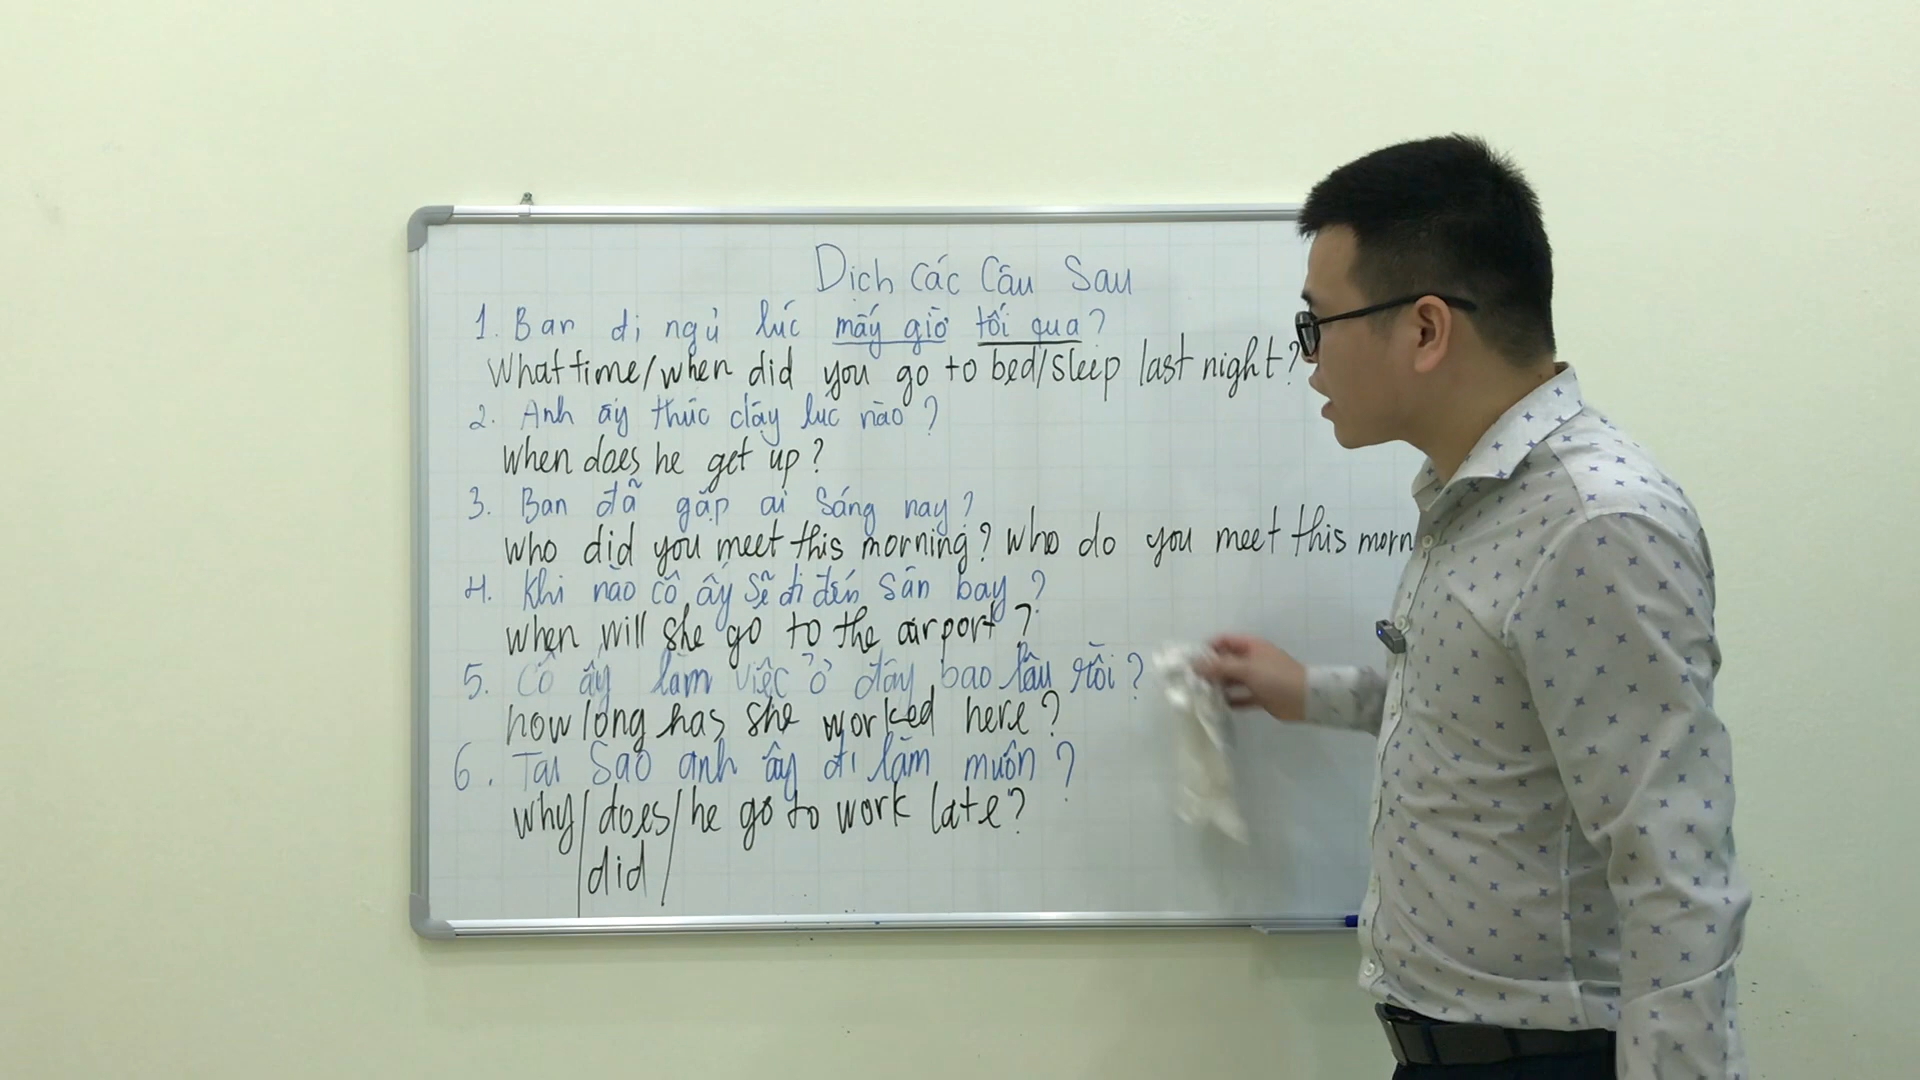 Dịch các câu sau
1. Bạn đi ngủ lúc mấy giờ tối qua?
What time/when did you go to bed/sleep last night?
2. Anh ấy thức dậy lúc nào?
when does he get up?
3. Bạn đã gặp ai sáng nay?
who did you meet this morning? who do you meet this morn
4. Khi nào cô ấy sẽ đi đến sân bay?
when will she go to the airport?
5. Cô ấy làm việc ở đây bao lâu rồi?
how long has she worked here?
6. Tại sao anh ấy đi làm muộn?
why/does/he go to work late?
/did/